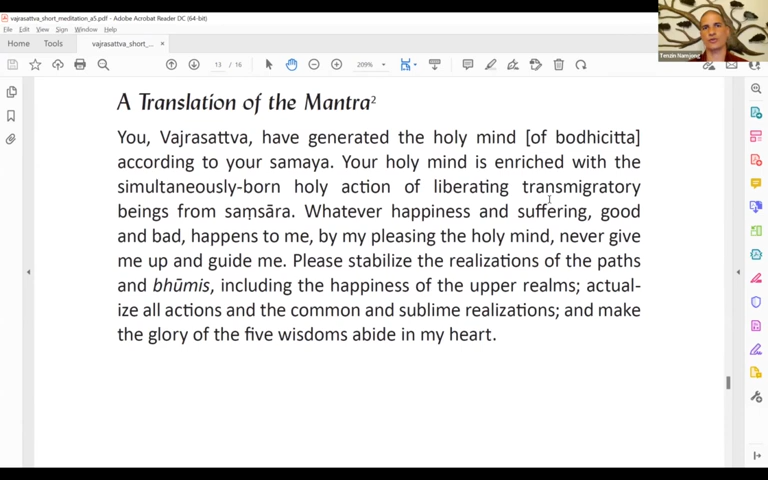 vajrasattva_short_meditation_a5.pdf - Adobe Acrobat Reader DC (64-bit)
File Edit View Sign Window Help
Home Tools vajrasattva_short_... ×
13 / 16 209%
Tenzin Namjong
A Translation of the Mantra2
You, Vajrasattva, have generated the holy mind [of bodhicitta]
according to your samaya. Your holy mind is enriched with the
simultaneously-born holy action of liberating transmigratory
beings from saṃsāra. Whatever happiness and suffering, good
and bad, happens to me, by my pleasing the holy mind, never give
me up and guide me. Please stabilize the realizations of the paths
and bhūmis, including the happiness of the upper realms; actual-
ize all actions and the common and sublime realizations; and make
the glory of the five wisdoms abide in my heart.